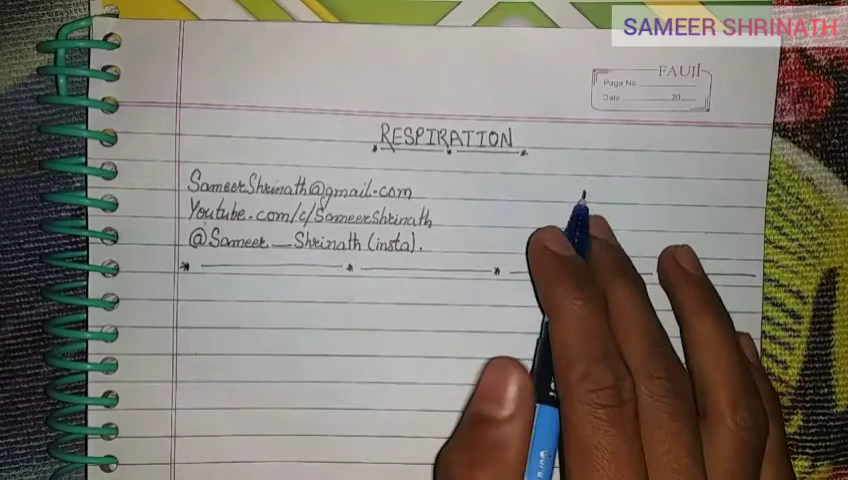 SAMEER SHRINATH
FAUJI
Page No
Date 20
RESPIRATION
SameerShrinath@gmail.com
Youtube.com/c/SameerShrinath
@Sameer_Shrinath (insta).